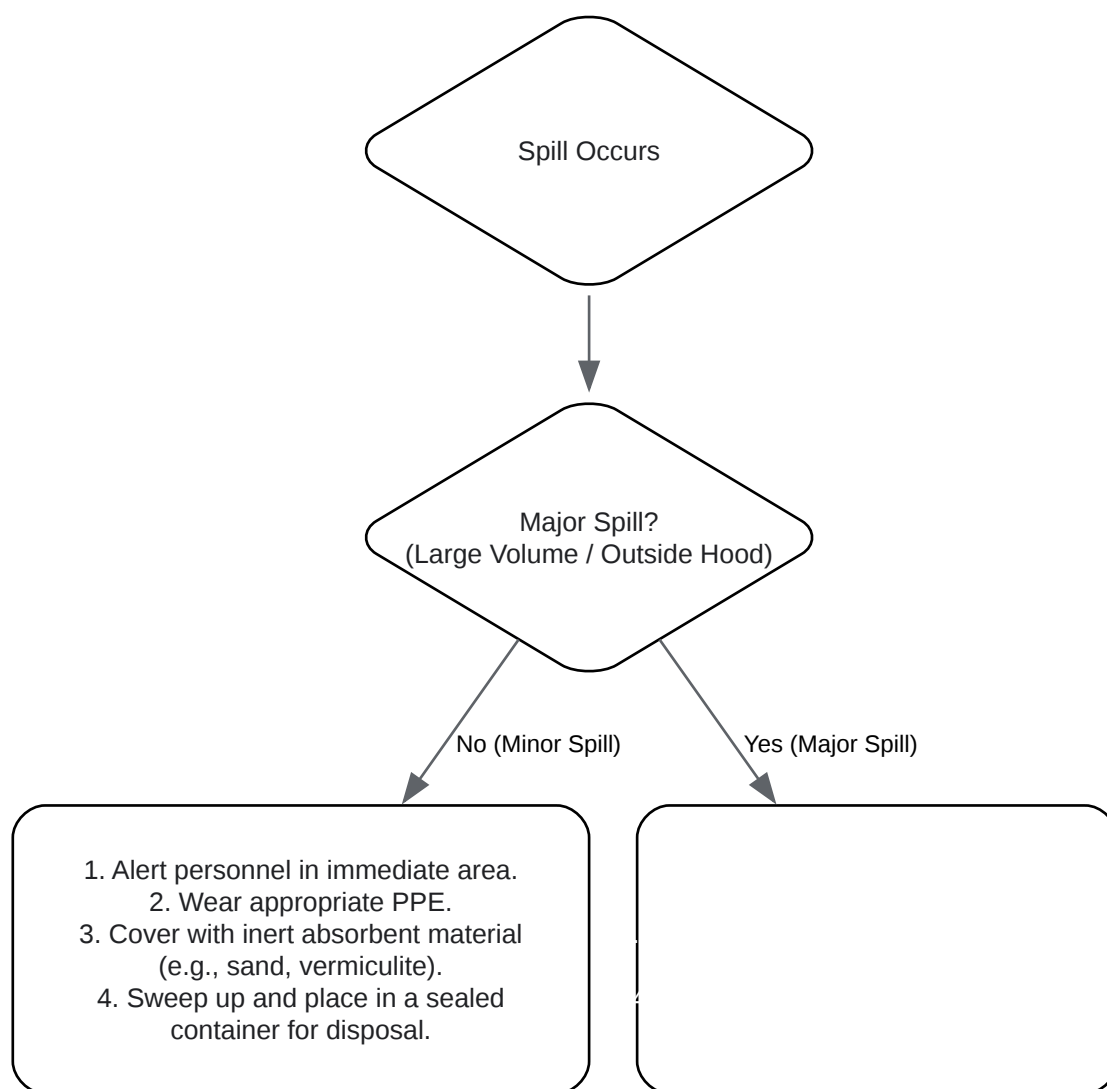 Spill Occurs
Major Spill?
(Large Volume / Outside Hood)
No (Minor Spill)
Yes (Major Spill)
1. Alert personnel in immediate area.
2. Wear appropriate PPE.
3. Cover with inert absorbent material
(e.g., sand, vermiculite).
4. Sweep up and place in a sealed
container for disposal.